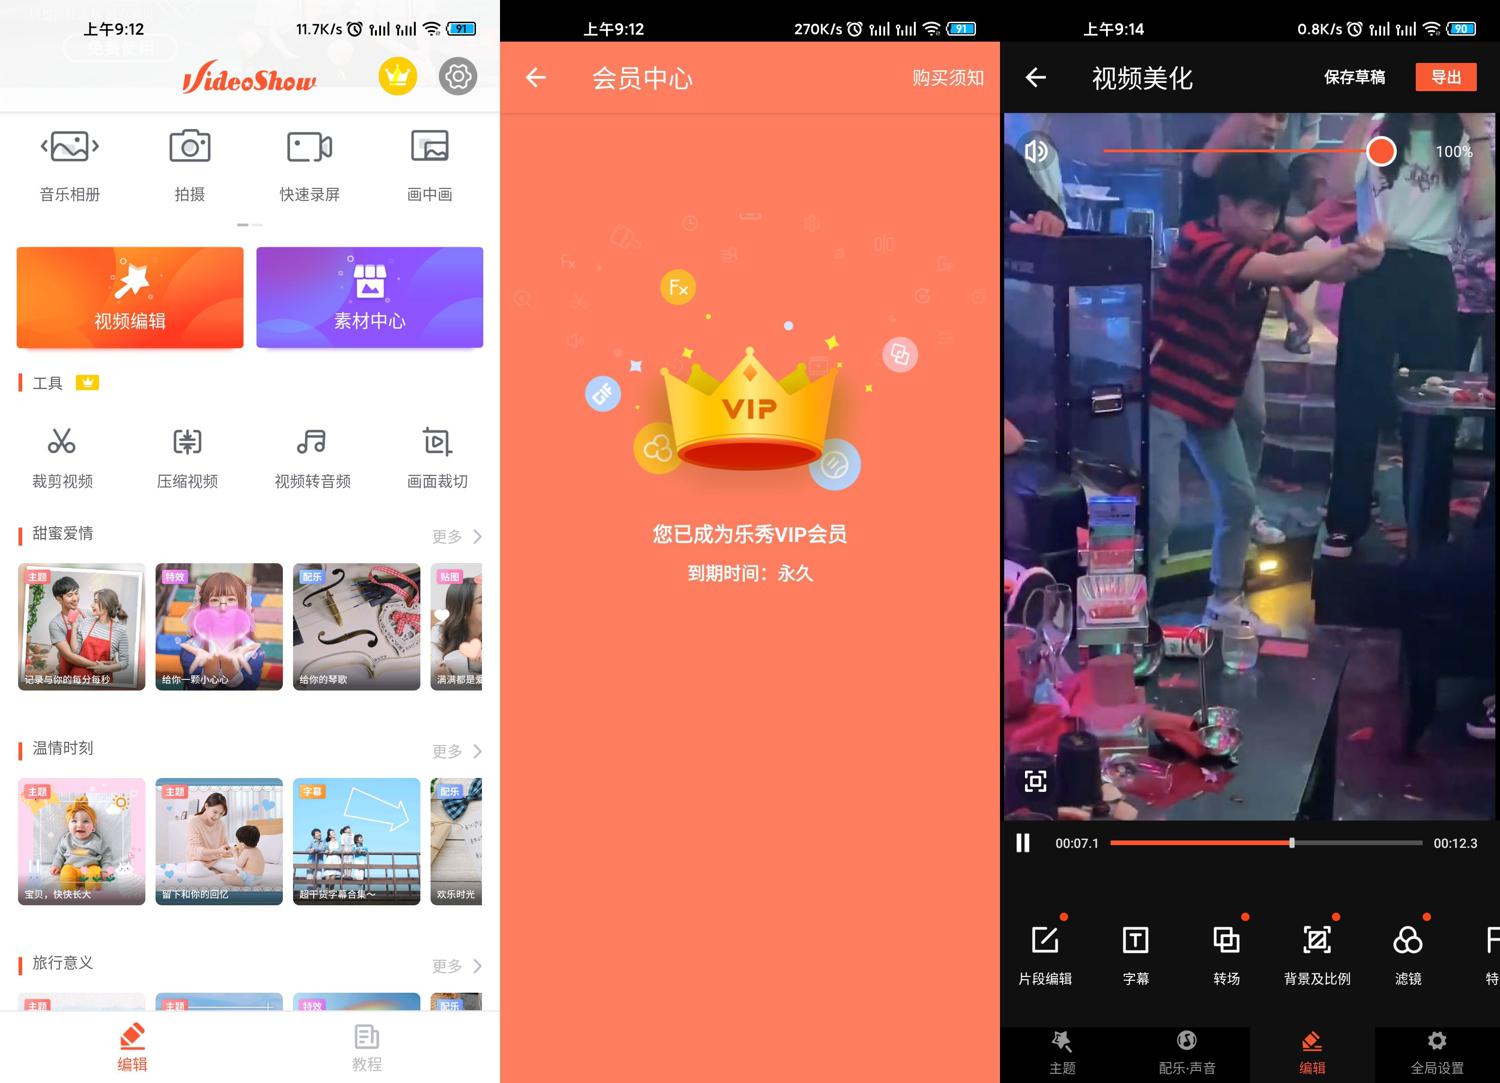 上午9:12
11.7K/s
91
免费使用
VideoShow
音乐相册
拍摄
快速录屏
画中画
视频编辑
素材中心
工具
裁剪视频
压缩视频
视频转音频
画面裁切
甜蜜爱情
更多
主题
特效
配乐
贴图
记录与你的每分每秒
给你一颗小心心
给你的琴歌
满满都是爱
温情时刻
更多
主题
主题
字幕
配乐
宝贝，快快长大
留下和你的回忆
超干货字幕合集～
欢乐时光
旅行意义
更多
主题
主题
特效
配乐
编辑
教程
上午9:12
270K/s
91
会员中心
购买须知
Fx
GIF
VIP
您已成为乐秀VIP会员
到期时间：永久
上午9:14
0.8K/s
90
视频美化
保存草稿
导出
100%
00:07.1
00:12.3
片段编辑
字幕
转场
背景及比例
滤镜
特
主题
配乐·声音
编辑
全局设置